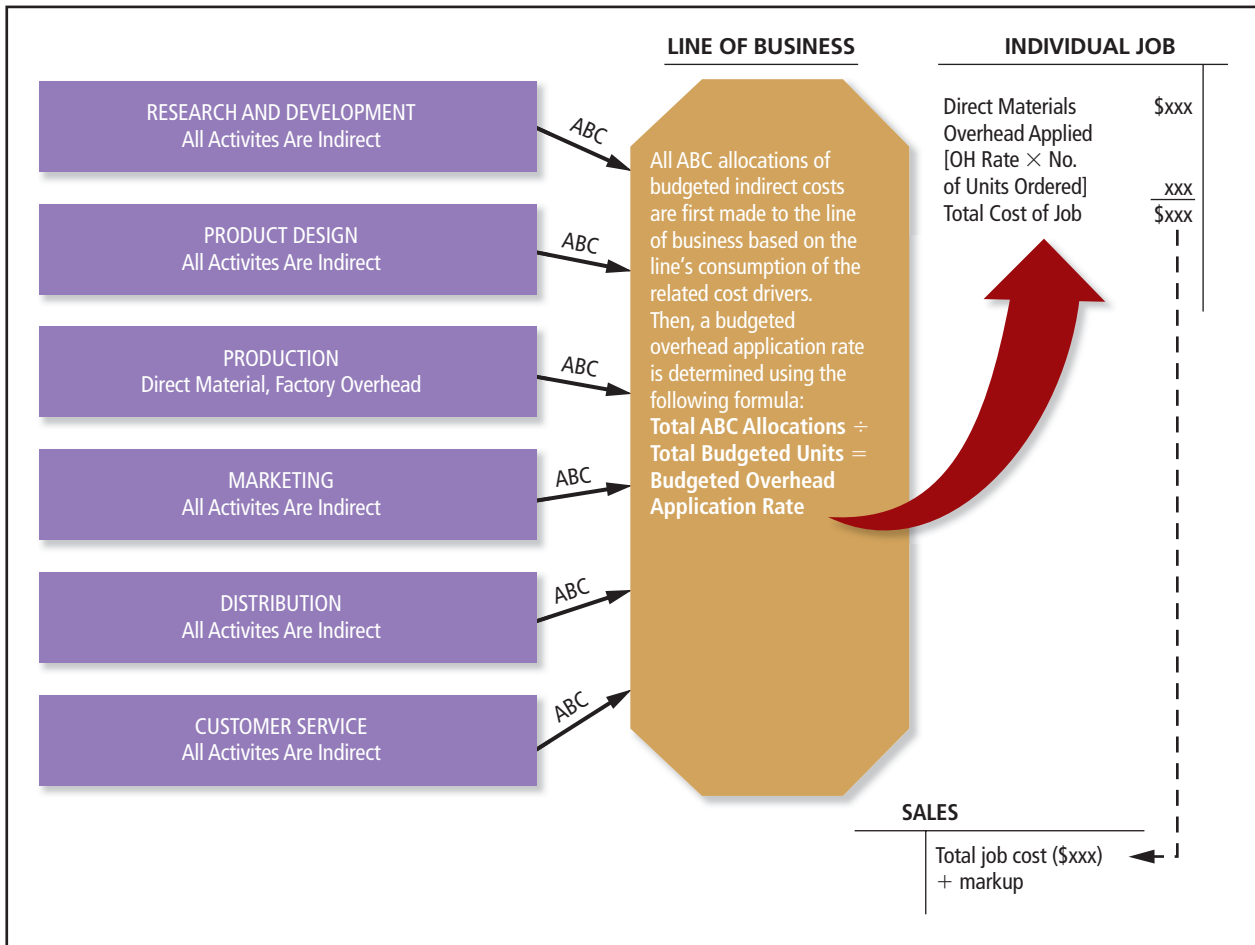 LINE OF BUSINESS
INDIVIDUAL JOB
RESEARCH AND DEVELOPMENT
All Activites Are Indirect
ABC
PRODUCT DESIGN
All Activites Are Indirect
ABC
PRODUCTION
Direct Material, Factory Overhead
ABC
MARKETING
All Activites Are Indirect
ABC
DISTRIBUTION
All Activites Are Indirect
ABC
CUSTOMER SERVICE
All Activites Are Indirect
ABC
All ABC allocations of
budgeted indirect costs
are first made to the line
of business based on the
line's consumption of the
related cost drivers.
Then, a budgeted
overhead application rate
is determined using the
following formula:
Total ABC Allocations ÷
Total Budgeted Units =
Budgeted Overhead
Application Rate
Direct Materials $xxx
Overhead Applied
[OH Rate × No.
of Units Ordered] xxx
Total Cost of Job $xxx
SALES
Total job cost ($xxx)
+ markup